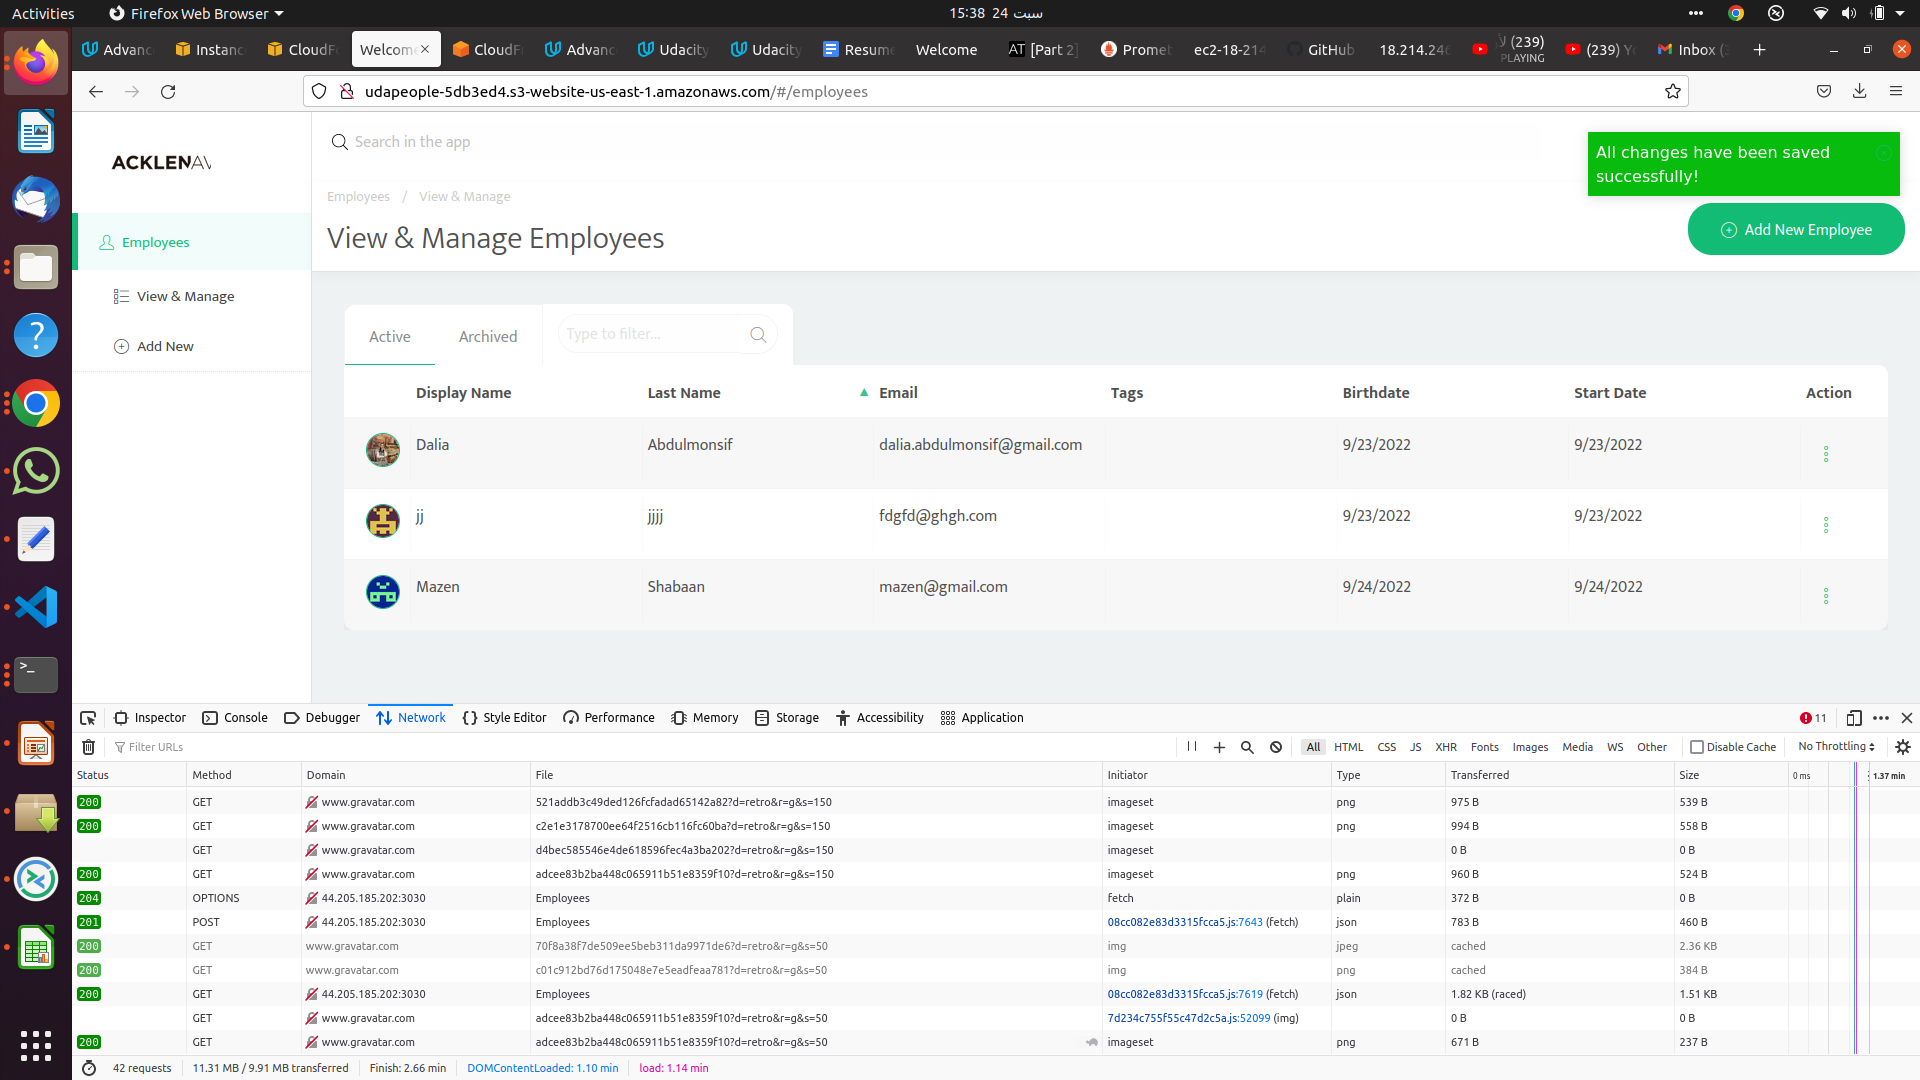 Activities
Firefox Web Browser
15:38 24 سبت
Advanc
Instanc
CloudFo
Welcome
CloudFr
Advanc
Udacity
Udacity
Resume
Welcome
AT [Part 2]
Promet
ec2-18-214
GitHub
18.214.246
(239)
PLAYING
(239) Yo
Inbox (3
udapeople-5db3ed4.s3-website-us-east-1.amazonaws.com/#/employees
ACKLENAV
Search in the app
All changes have been saved
successfully!
Employees / View & Manage
View & Manage Employees
Add New Employee
Employees
View & Manage
Add New
Active
Archived
Type to filter...
Display Name Last Name Email Tags Birthdate Start Date Action
Dalia Abdulmonsif dalia.abdulmonsif@gmail.com 9/23/2022 9/23/2022
jj jjjj fdgfd@ghgh.com 9/23/2022 9/23/2022
Mazen Shabaan mazen@gmail.com 9/24/2022 9/24/2022
Inspector Console Debugger Network Style Editor Performance Memory Storage Accessibility Application 11
Filter URLs All HTML CSS JS XHR Fonts Images Media WS Other Disable Cache No Throttling
Status Method Domain File Initiator Type Transferred Size 0 ms 1.37 min
200 GET www.gravatar.com 521addb3c49ded126fcfadad65142a82?d=retro&r=g&s=150 imageset png 975 B 539 B
200 GET www.gravatar.com c2e1e3178700ee64f2516cb116fc60ba?d=retro&r=g&s=150 imageset png 994 B 558 B
GET www.gravatar.com d4bec585546e4de618596fec4a3ba202?d=retro&r=g&s=150 imageset 0 B 0 B
200 GET www.gravatar.com adcee83b2ba448c065911b51e8359f10?d=retro&r=g&s=150 imageset png 960 B 524 B
204 OPTIONS 44.205.185.202:3030 Employees fetch plain 372 B 0 B
201 POST 44.205.185.202:3030 Employees 08cc082e83d3315fcca5.js:7643 (fetch) json 783 B 460 B
200 GET www.gravatar.com 70f8a38f7de509ee5beb311da9971de6?d=retro&r=g&s=50 img jpeg cached 2.36 KB
200 GET www.gravatar.com c01c912bd76d175048e7e5eadfeaa781?d=retro&r=g&s=50 img png cached 384 B
200 GET 44.205.185.202:3030 Employees 08cc082e83d3315fcca5.js:7619 (fetch) json 1.82 KB (raced) 1.51 KB
GET www.gravatar.com adcee83b2ba448c065911b51e8359f10?d=retro&r=g&s=50 7d234c755f55c47d2c5a.js:52099 (img) 0 B 0 B
200 GET www.gravatar.com adcee83b2ba448c065911b51e8359f10?d=retro&r=g&s=50 imageset png 671 B 237 B
42 requests 11.31 MB / 9.91 MB transferred Finish: 2.66 min DOMContentLoaded: 1.10 min load: 1.14 min